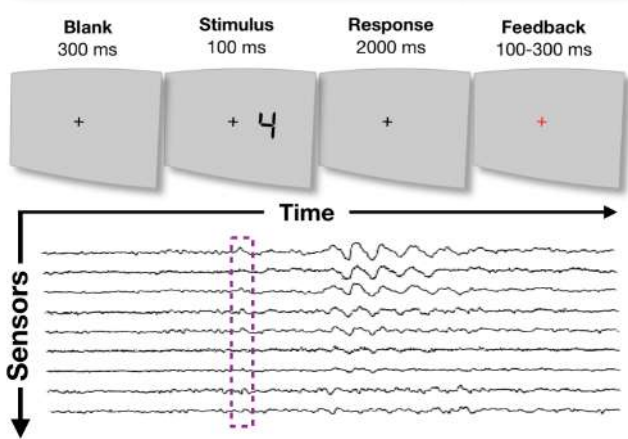 Blank
300 ms
Stimulus
100 ms
Response
2000 ms
Feedback
100-300 ms
+
+ 4
+
+
Time
Sensors